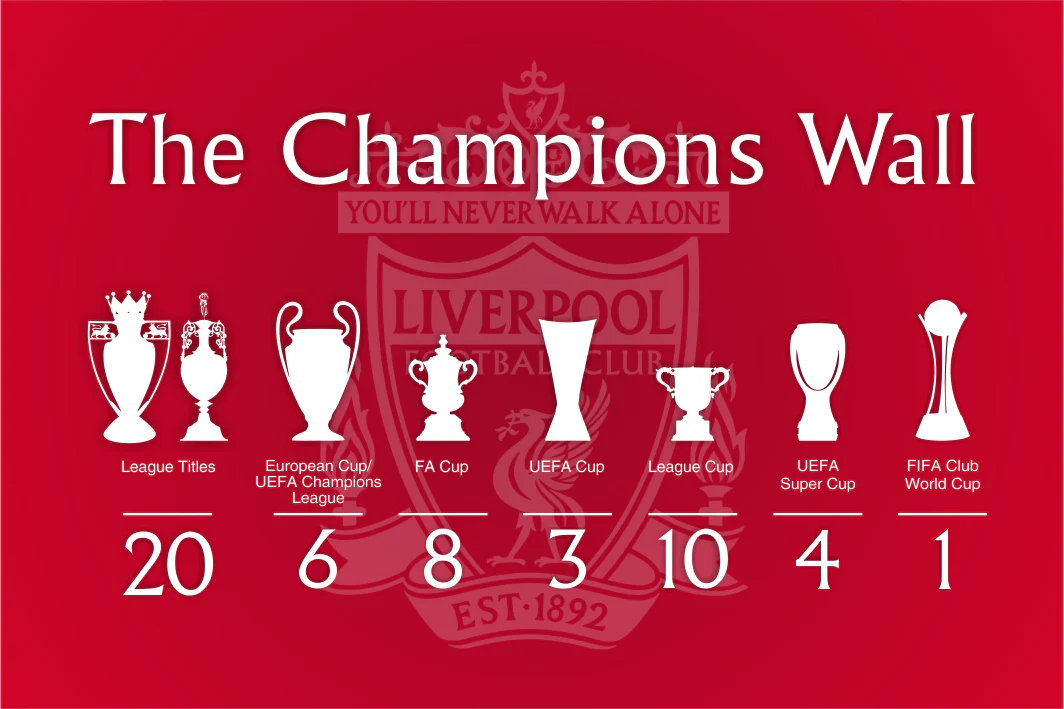 The Champions Wall
YOU'LL NEVER WALK ALONE
LIVERPOOL
FOOTBALL CLUB
League Titles
European Cup/
UEFA Champions
League
FA Cup
UEFA Cup
League Cup
UEFA
Super Cup
FIFA Club
World Cup
20
6
8
3
10
4
1
EST·1892